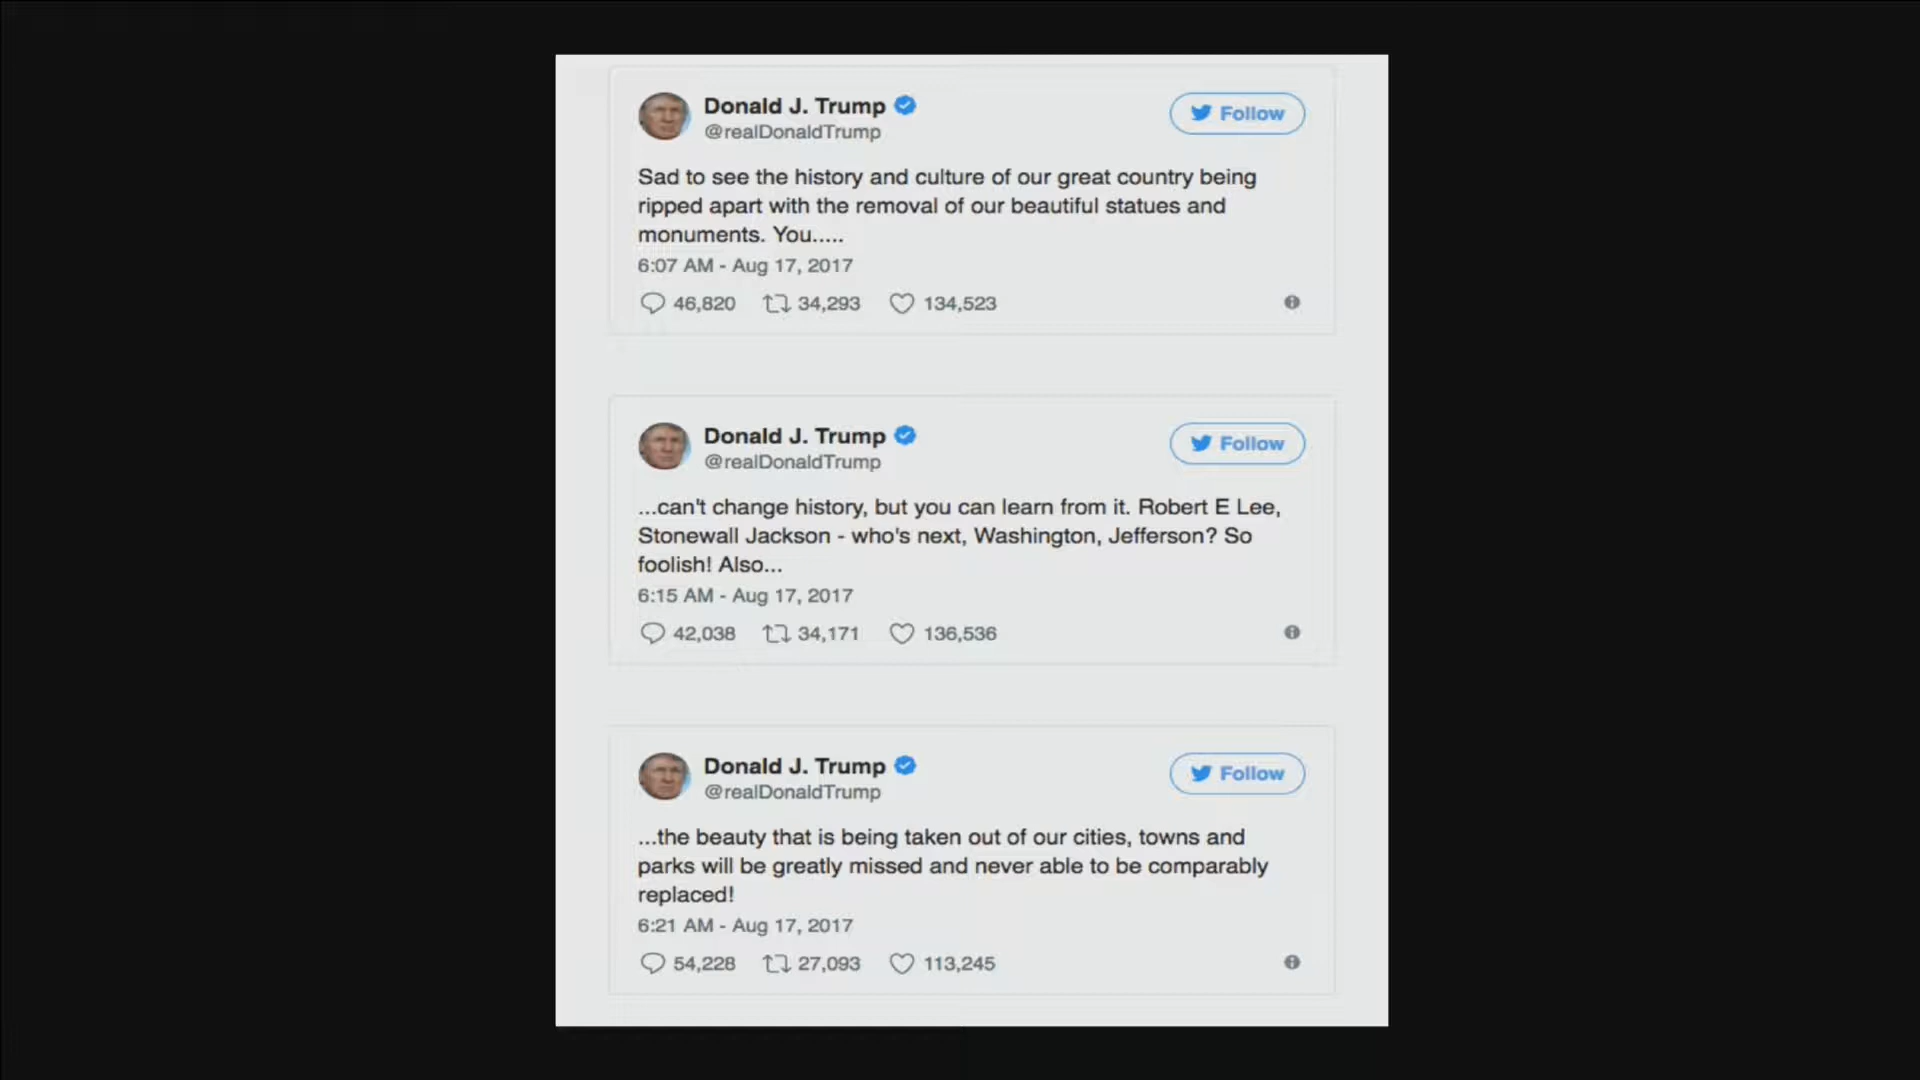 Donald J. Trump
@realDonaldTrump
Follow
Sad to see the history and culture of our great country being
ripped apart with the removal of our beautiful statues and
monuments. You.....
6:07 AM - Aug 17, 2017
46,820 34,293 134,523
Donald J. Trump
@realDonaldTrump
Follow
...can't change history, but you can learn from it. Robert E Lee,
Stonewall Jackson - who's next, Washington, Jefferson? So
foolish! Also...
6:15 AM - Aug 17, 2017
42,038 34,171 136,536
Donald J. Trump
@realDonaldTrump
Follow
...the beauty that is being taken out of our cities, towns and
parks will be greatly missed and never able to be comparably
replaced!
6:21 AM - Aug 17, 2017
54,228 27,093 113,245